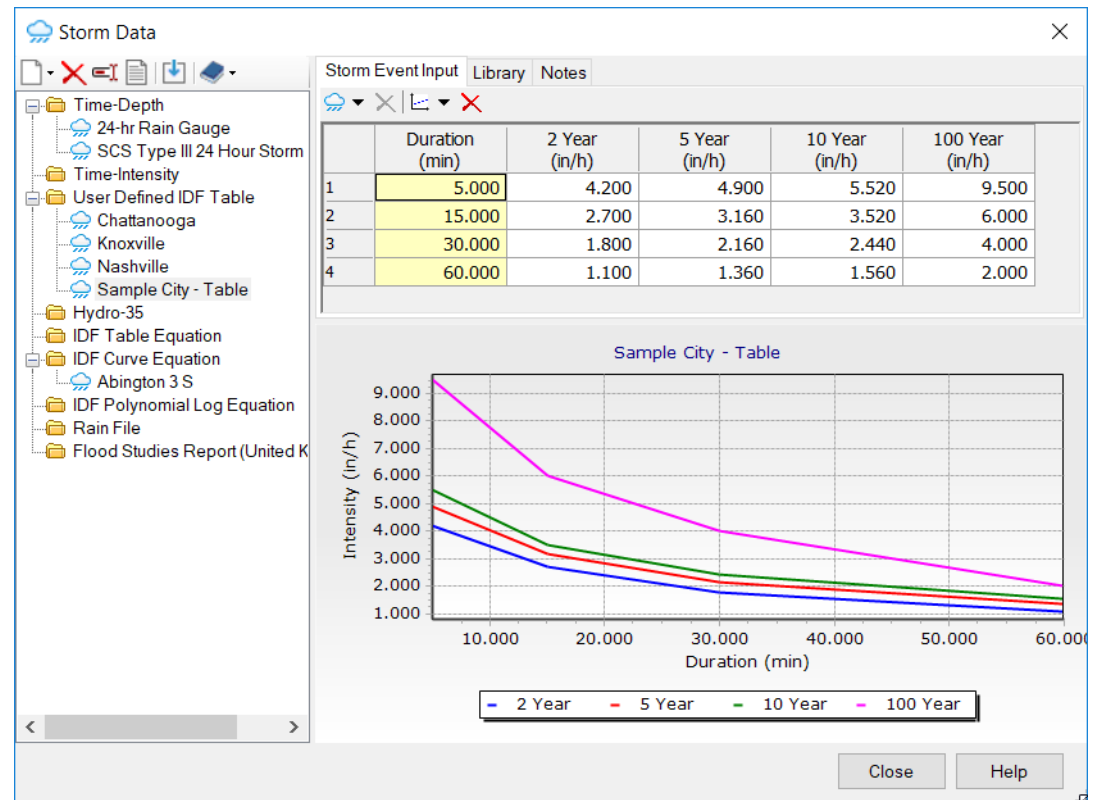 Storm Data
Time-Depth
24-hr Rain Gauge
SCS Type III 24 Hour Storm
Time-Intensity
User Defined IDF Table
Chattanooga
Knoxville
Nashville
Sample City - Table
Hydro-35
IDF Table Equation
IDF Curve Equation
Abington 3 S
IDF Polynomial Log Equation
Rain File
Flood Studies Report (United K
Storm Event Input Library Notes
Duration (min) 2 Year (in/h) 5 Year (in/h) 10 Year (in/h) 100 Year (in/h)
1 5.000 4.200 4.900 5.520 9.500
2 15.000 2.700 3.160 3.520 6.000
3 30.000 1.800 2.160 2.440 4.000
4 60.000 1.100 1.360 1.560 2.000
Sample City - Table
Intensity (in/h)
9.000
8.000
7.000
6.000
5.000
4.000
3.000
2.000
1.000
10.000 20.000 30.000 40.000 50.000 60.000
Duration (min)
2 Year 5 Year 10 Year 100 Year
Close Help